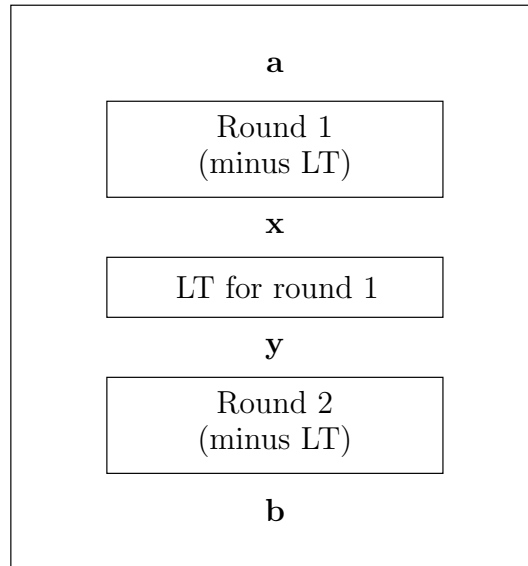 a
Round 1
(minus LT)
x
LT for round 1
y
Round 2
(minus LT)
b